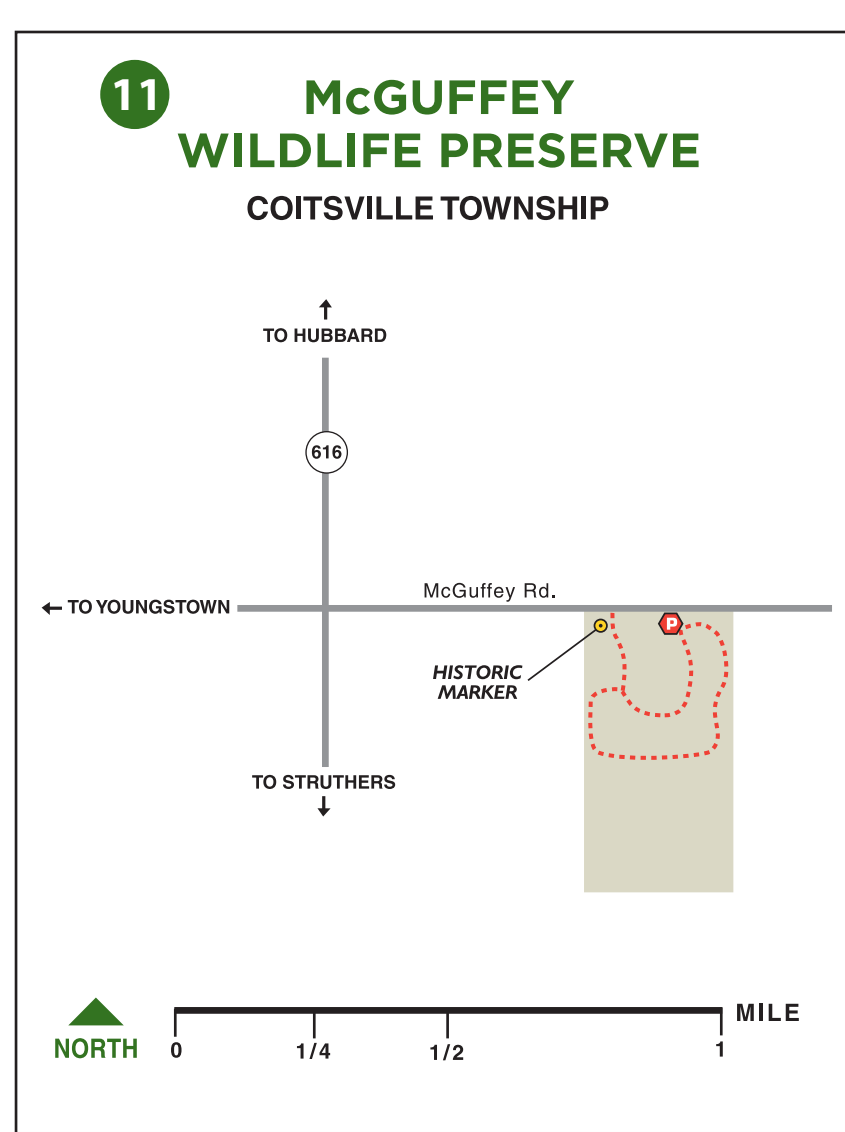 11
McGUFFEY
WILDLIFE PRESERVE
COITSVILLE TOWNSHIP
TO HUBBARD
616
McGuffey Rd.
TO YOUNGSTOWN
P
HISTORIC
MARKER
TO STRUTHERS
MILE
NORTH
0 1/4 1/2 1